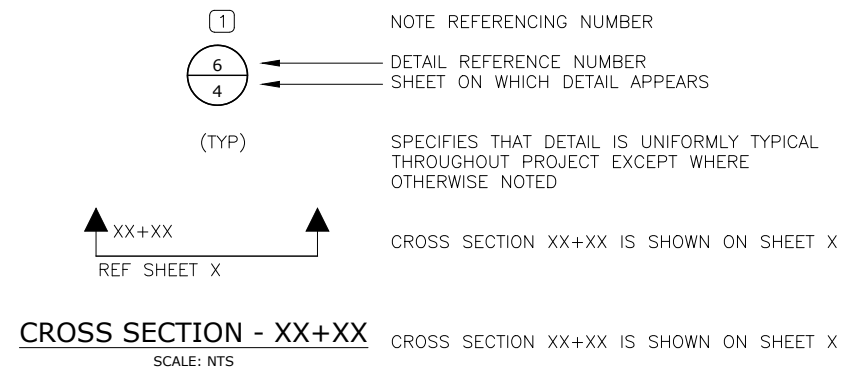 1 NOTE REFERENCING NUMBER
6 DETAIL REFERENCE NUMBER
4 SHEET ON WHICH DETAIL APPEARS
(TYP) SPECIFIES THAT DETAIL IS UNIFORMLY TYPICAL
THROUGHOUT PROJECT EXCEPT WHERE
OTHERWISE NOTED
XX+XX
REF SHEET X
CROSS SECTION XX+XX IS SHOWN ON SHEET X
CROSS SECTION - XX+XX
SCALE: NTS
CROSS SECTION XX+XX IS SHOWN ON SHEET X